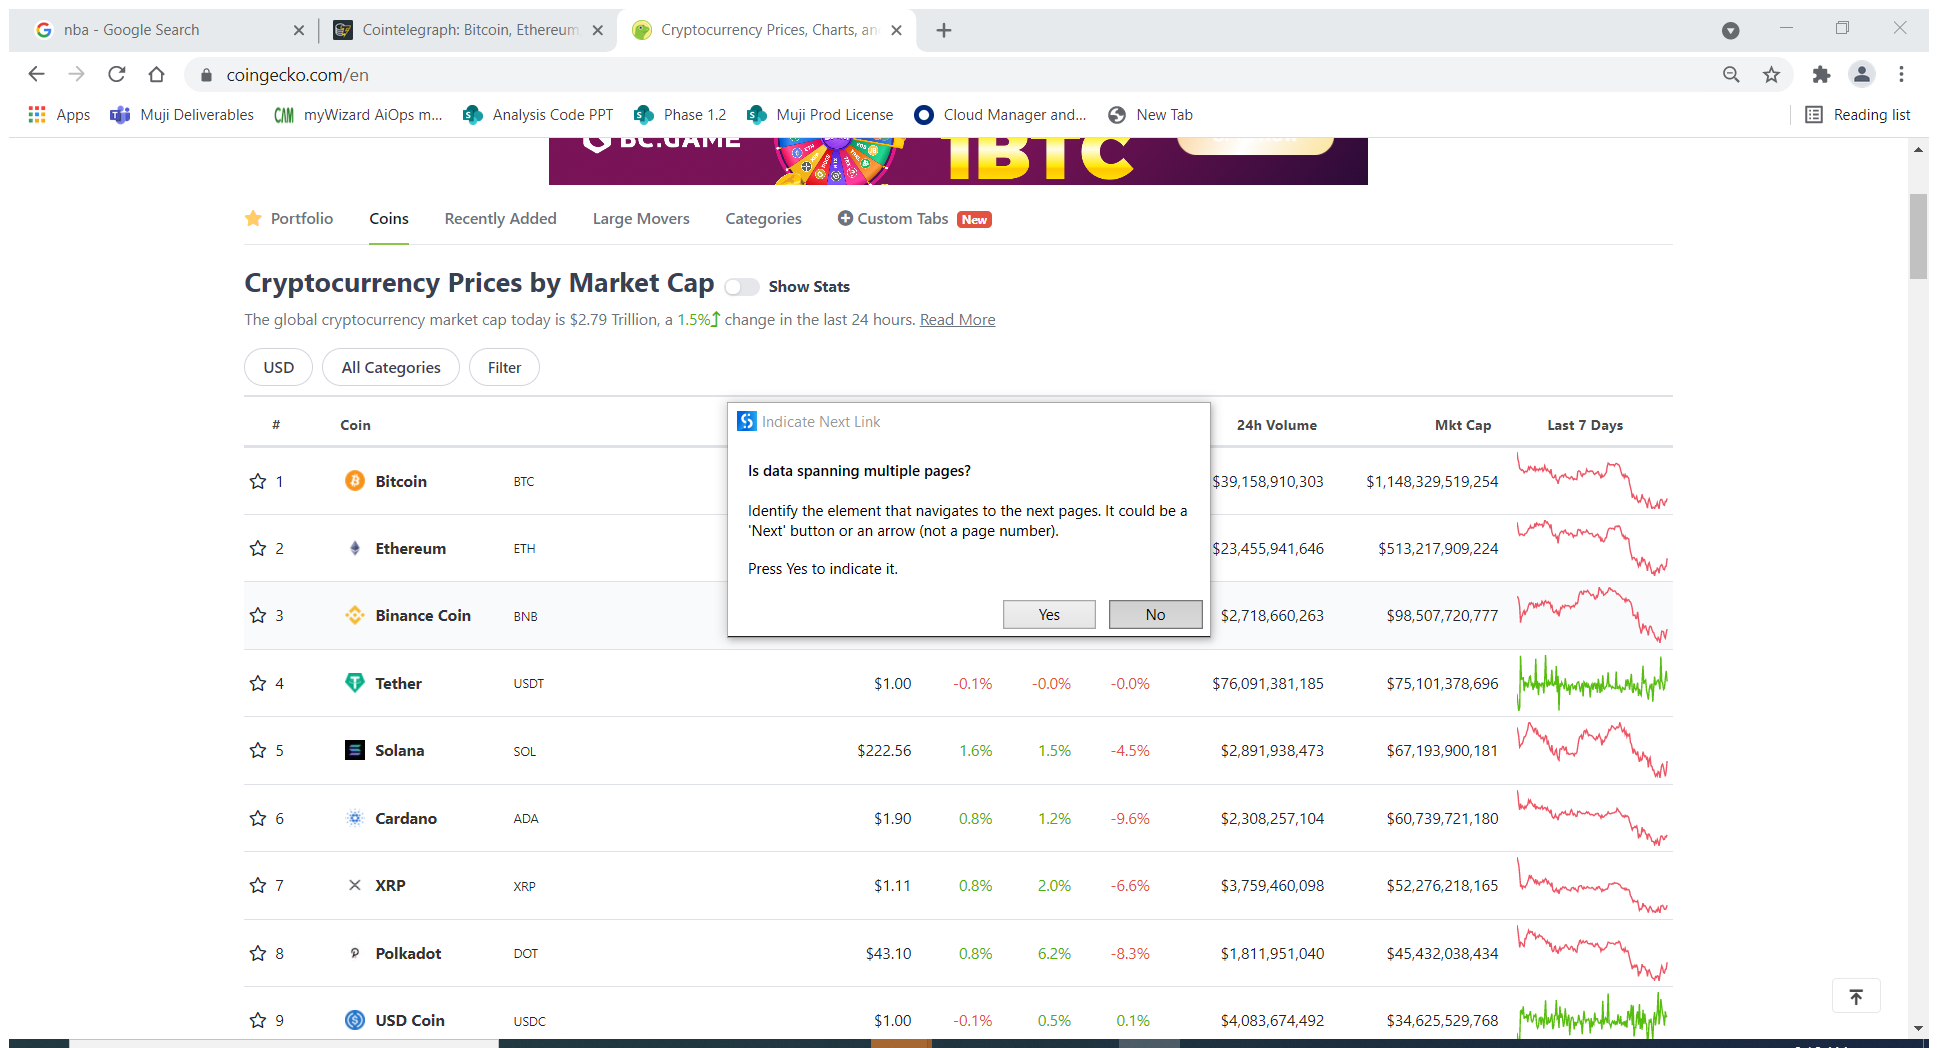 nba - Google Search
Cointelegraph: Bitcoin, Ethereum,
Cryptocurrency Prices, Charts, an
coingecko.com/en
Apps
Muji Deliverables
CAM myWizard AiOps m...
Analysis Code PPT
Phase 1.2
Muji Prod License
Cloud Manager and...
New Tab
Reading list
BC.GAME
1BTC
Portfolio
Coins
Recently Added
Large Movers
Categories
Custom Tabs New
Cryptocurrency Prices by Market Cap
Show Stats
The global cryptocurrency market cap today is $2.79 Trillion, a 1.5% change in the last 24 hours. Read More
USD
All Categories
Filter
# Coin 24h Volume Mkt Cap Last 7 Days
1 Bitcoin BTC $39,158,910,303 $1,148,329,519,254
2 Ethereum ETH $23,455,941,646 $513,217,909,224
3 Binance Coin BNB $2,718,660,263 $98,507,720,777
Indicate Next Link
Is data spanning multiple pages?
Identify the element that navigates to the next pages. It could be a
'Next' button or an arrow (not a page number).
Press Yes to indicate it.
Yes
No
4 Tether USDT $1.00 -0.1% -0.0% -0.0% $76,091,381,185 $75,101,378,696
5 Solana SOL $222.56 1.6% 1.5% -4.5% $2,891,938,473 $67,193,900,181
6 Cardano ADA $1.90 0.8% 1.2% -9.6% $2,308,257,104 $60,739,721,180
7 XRP XRP $1.11 0.8% 2.0% -6.6% $3,759,460,098 $52,276,218,165
8 Polkadot DOT $43.10 0.8% 6.2% -8.3% $1,811,951,040 $45,432,038,434
9 USD Coin USDC $1.00 -0.1% 0.5% 0.1% $4,083,674,492 $34,625,529,768